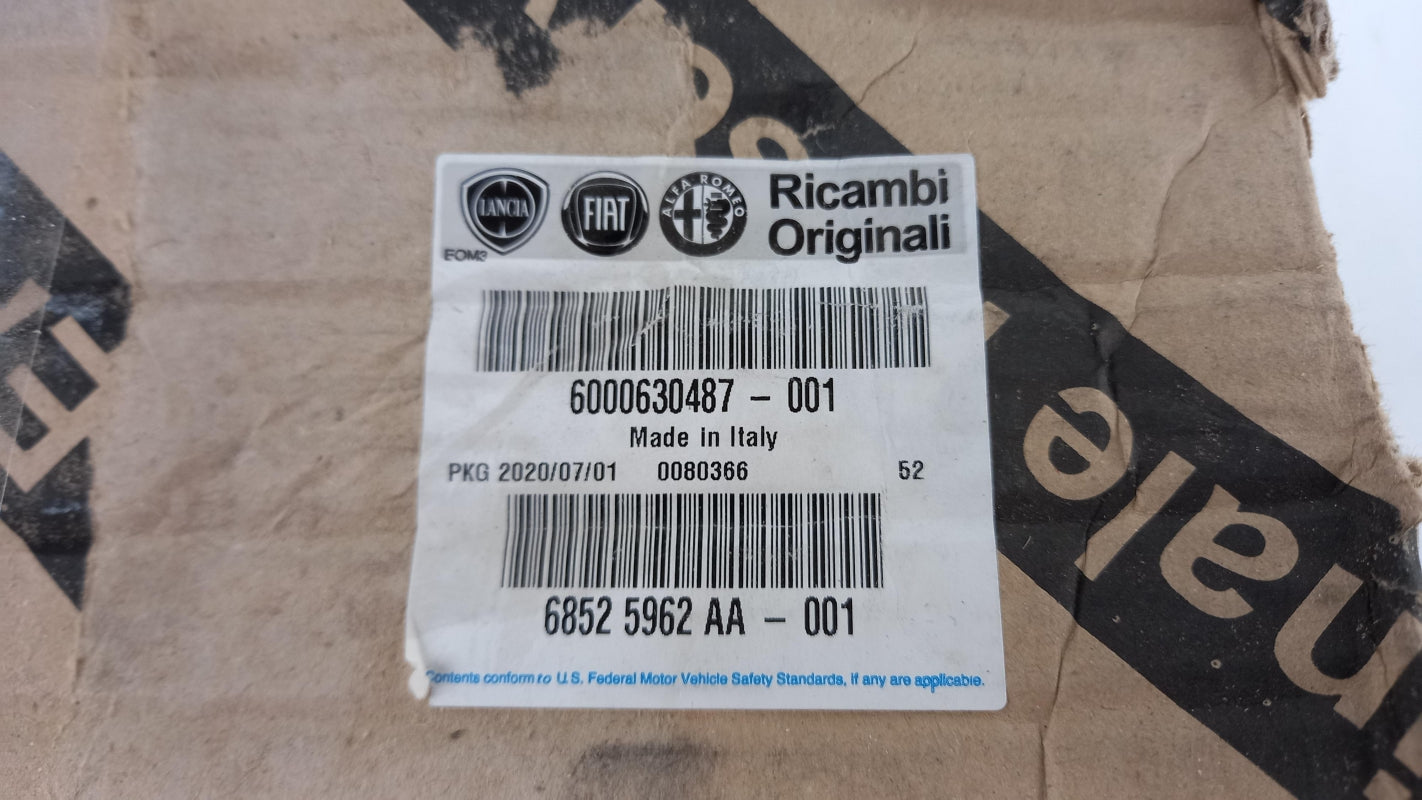 LANCIA
FIAT
ALFA ROMEO
Ricambi
Originali
EOM3
6000630487 - 001
Made in Italy
PKG 2020/07/01 0080366 52
6852 5962 AA - 001
Contents conform to U.S. Federal Motor Vehicle Safety Standards, if any are applicable.